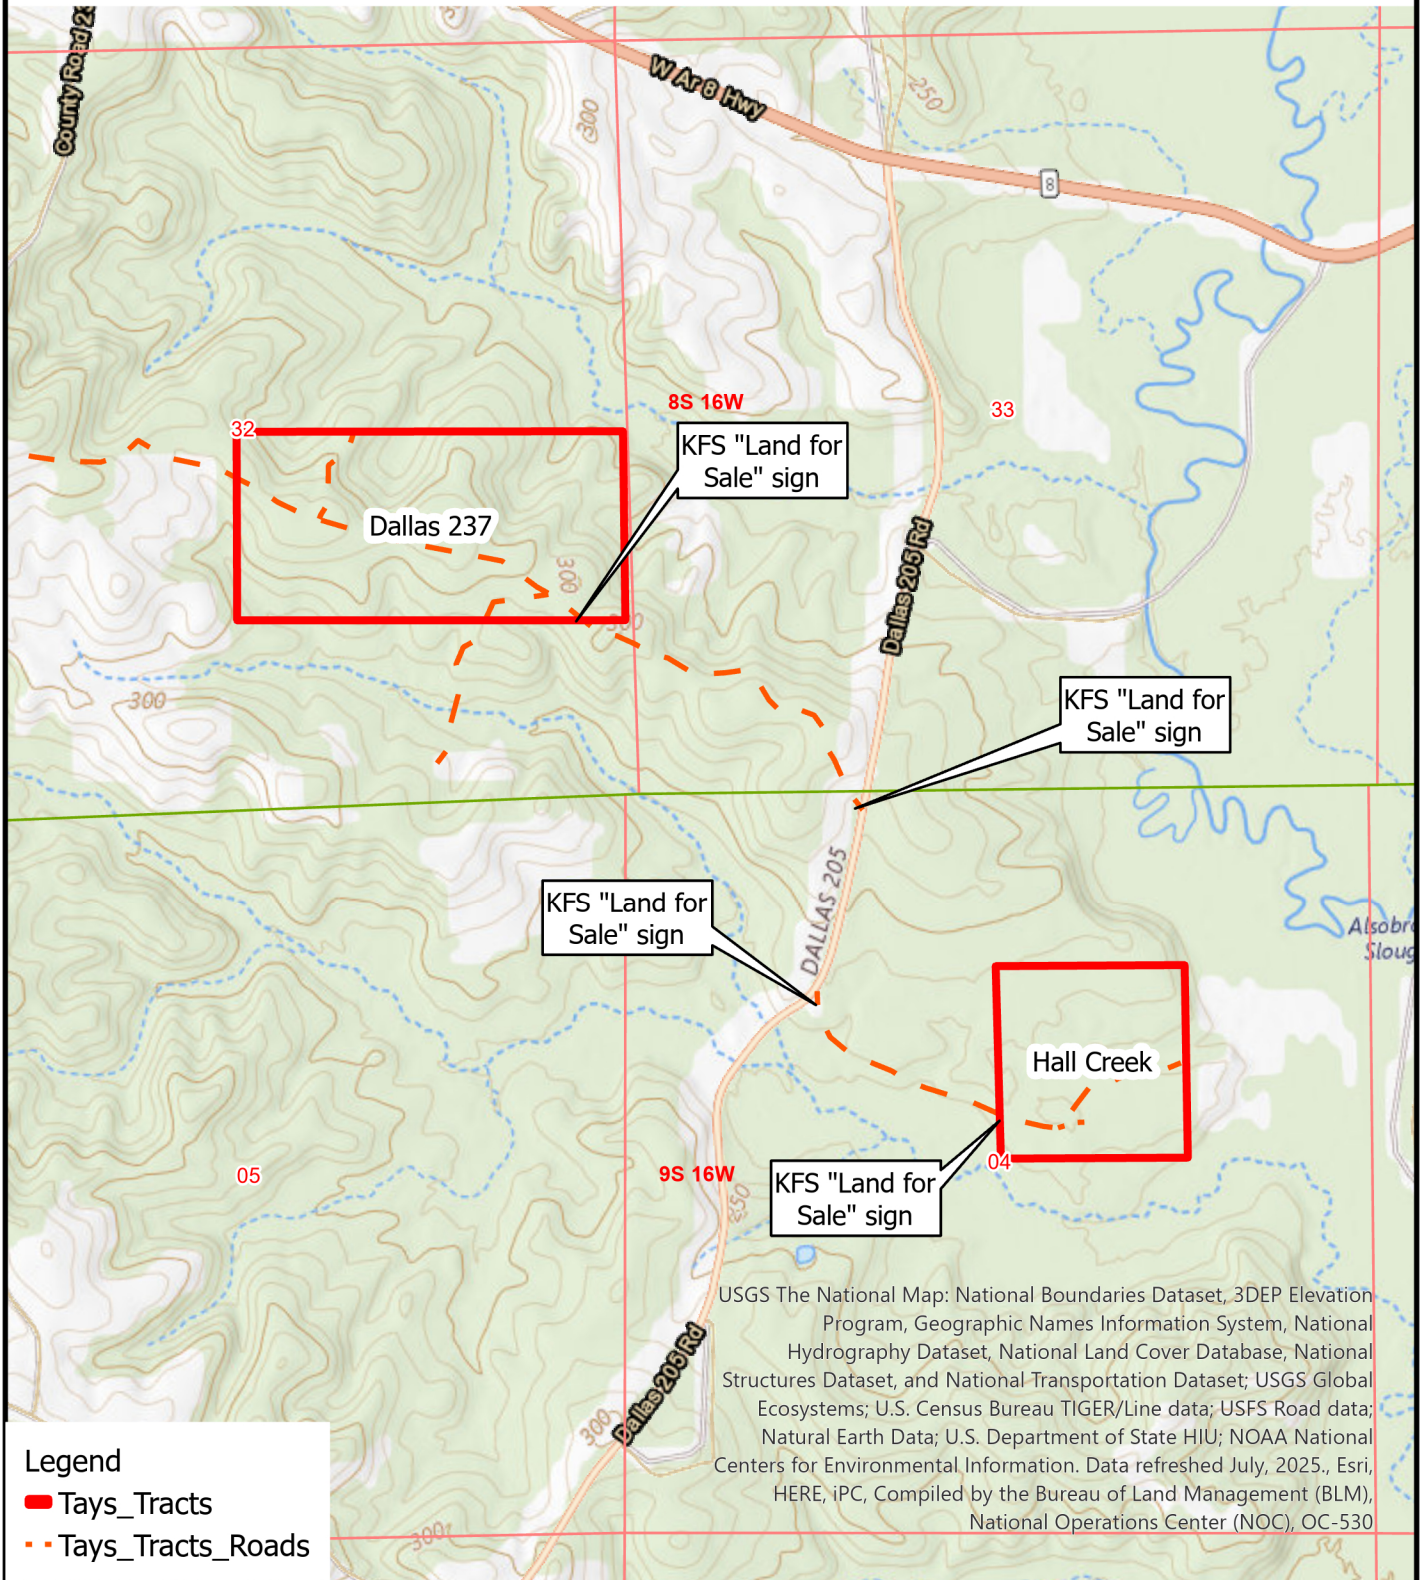 County Road 2
W Ar 8 Hwy
250
300
8
8S 16W
33
32
KFS "Land for
Sale" sign
Dallas 237
300
300
Dallas 205 Rd
300
KFS "Land for
Sale" sign
DALLAS 205
KFS "Land for
Sale" sign
Hall Creek
05
9S 16W
04
KFS "Land for
Sale" sign
250
USGS The National Map: National Boundaries Dataset, 3DEP Elevation
Program, Geographic Names Information System, National
Hydrography Dataset, National Land Cover Database, National
Structures Dataset, and National Transportation Dataset; USGS Global
Ecosystems; U.S. Census Bureau TIGER/Line data; USFS Road data;
Natural Earth Data; U.S. Department of State HIU; NOAA National
Centers for Environmental Information. Data refreshed July, 2025., Esri,
HERE, iPC, Compiled by the Bureau of Land Management (BLM),
National Operations Center (NOC), OC-530
Dallas 205 Rd
300
300
Legend
Tays_Tracts
Tays_Tracts_Roads